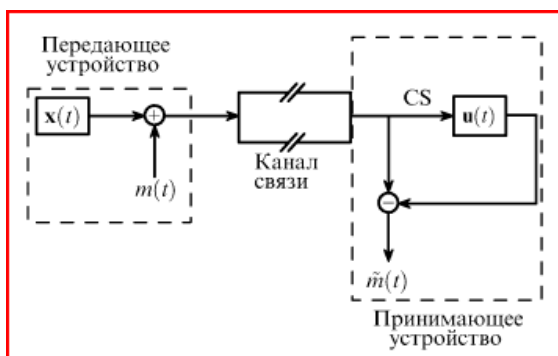 Передающее
устройство
x(t)
+
m(t)
Канал
связи
CS
u(t)
−
m̃(t)
Принимающее
устройство